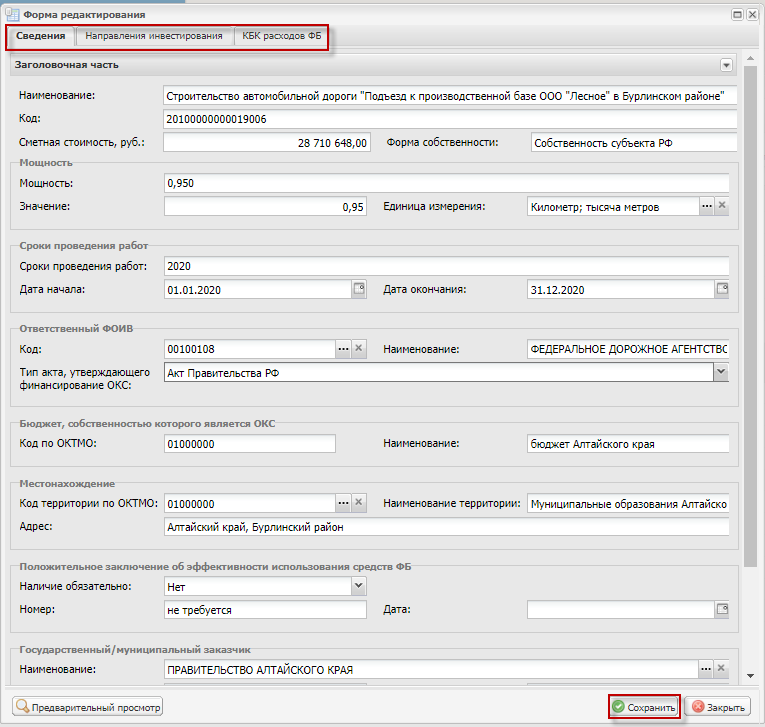 Форма редактирования
Сведения Направления инвестирования КБК расходов ФБ
Заголовочная часть
Наименование: Строительство автомобильной дороги "Подъезд к производственной базе ООО "Лесное" в Бурлинском районе"
Код: 20100000000019006
Сметная стоимость, руб.: 28 710 648,00 Форма собственности: Собственность субъекта РФ
Мощность
Мощность: 0,950
Значение: 0,95 Единица измерения: Километр; тысяча метров
Сроки проведения работ
Сроки проведения работ: 2020
Дата начала: 01.01.2020 Дата окончания: 31.12.2020
Ответственный ФОИВ
Код: 00100108 Наименование: ФЕДЕРАЛЬНОЕ ДОРОЖНОЕ АГЕНТСТВО
Тип акта, утверждающего Акт Правительства РФ
финансирование ОКС:
Бюджет, собственностью которого является ОКС
Код по ОКТМО: 01000000 Наименование: бюджет Алтайского края
Местонахождение
Код территории по ОКТМО: 01000000 Наименование территории: Муниципальные образования Алтайско
Адрес: Алтайский край, Бурлинский район
Положительное заключение об эффективности использования средств ФБ
Наличие обязательно: Нет
Номер: не требуется Дата:
Государственный/муниципальный заказчик
Наименование: ПРАВИТЕЛЬСТВО АЛТАЙСКОГО КРАЯ
Предварительный просмотр Сохранить Закрыть